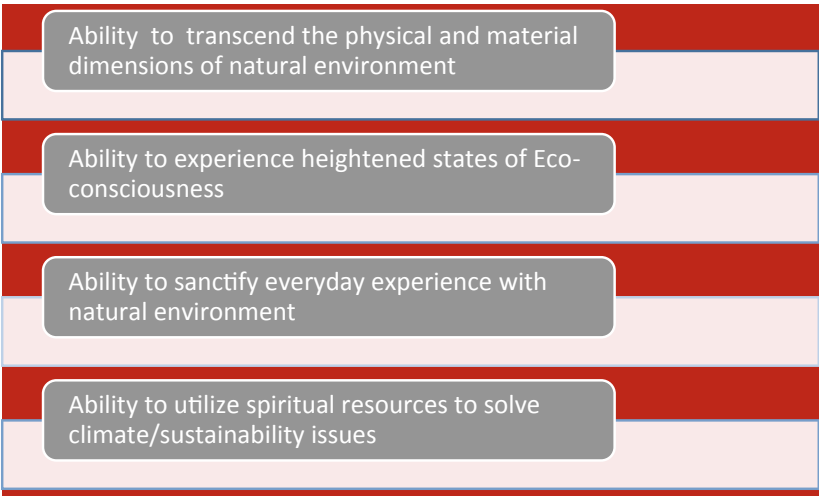 Ability to transcend the physical and material
dimensions of natural environment
Ability to experience heightened states of Eco-
consciousness
Ability to sanctify everyday experience with
natural environment
Ability to utilize spiritual resources to solve
climate/sustainability issues